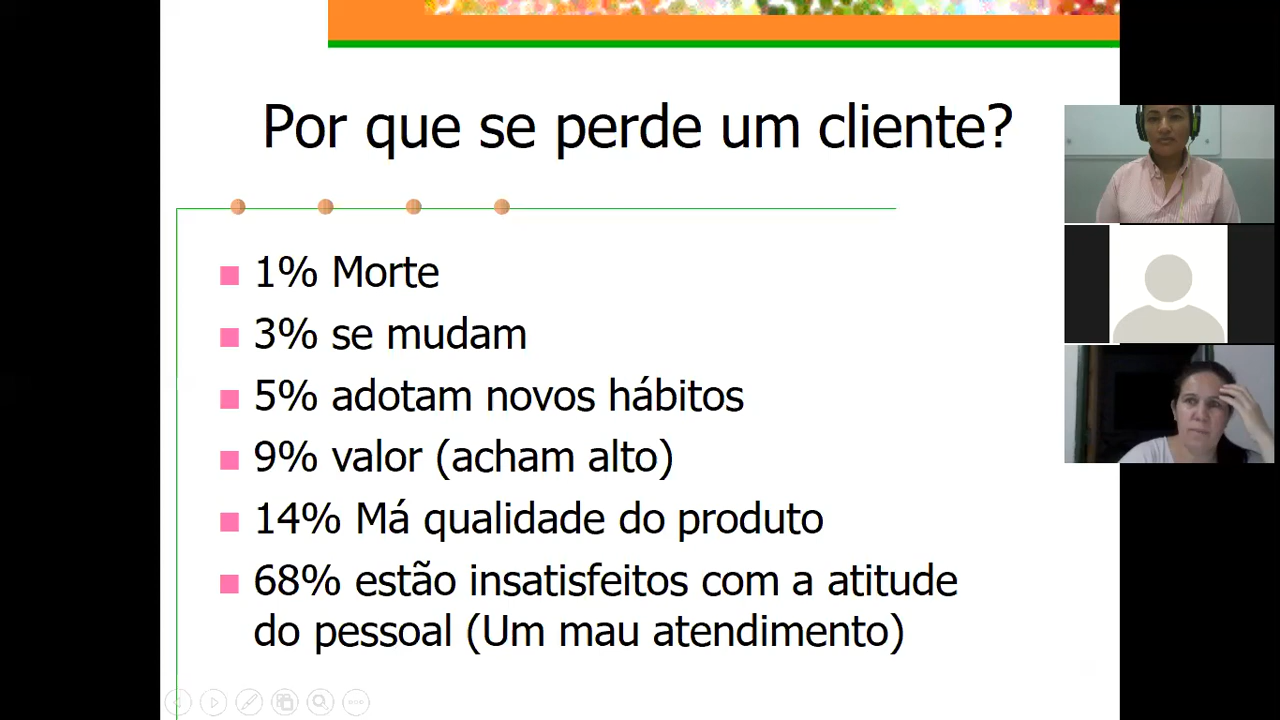 Por que se perde um cliente?
1% Morte
3% se mudam
5% adotam novos hábitos
9% valor (acham alto)
14% Má qualidade do produto
68% estão insatisfeitos com a atitude
do pessoal (Um mau atendimento)